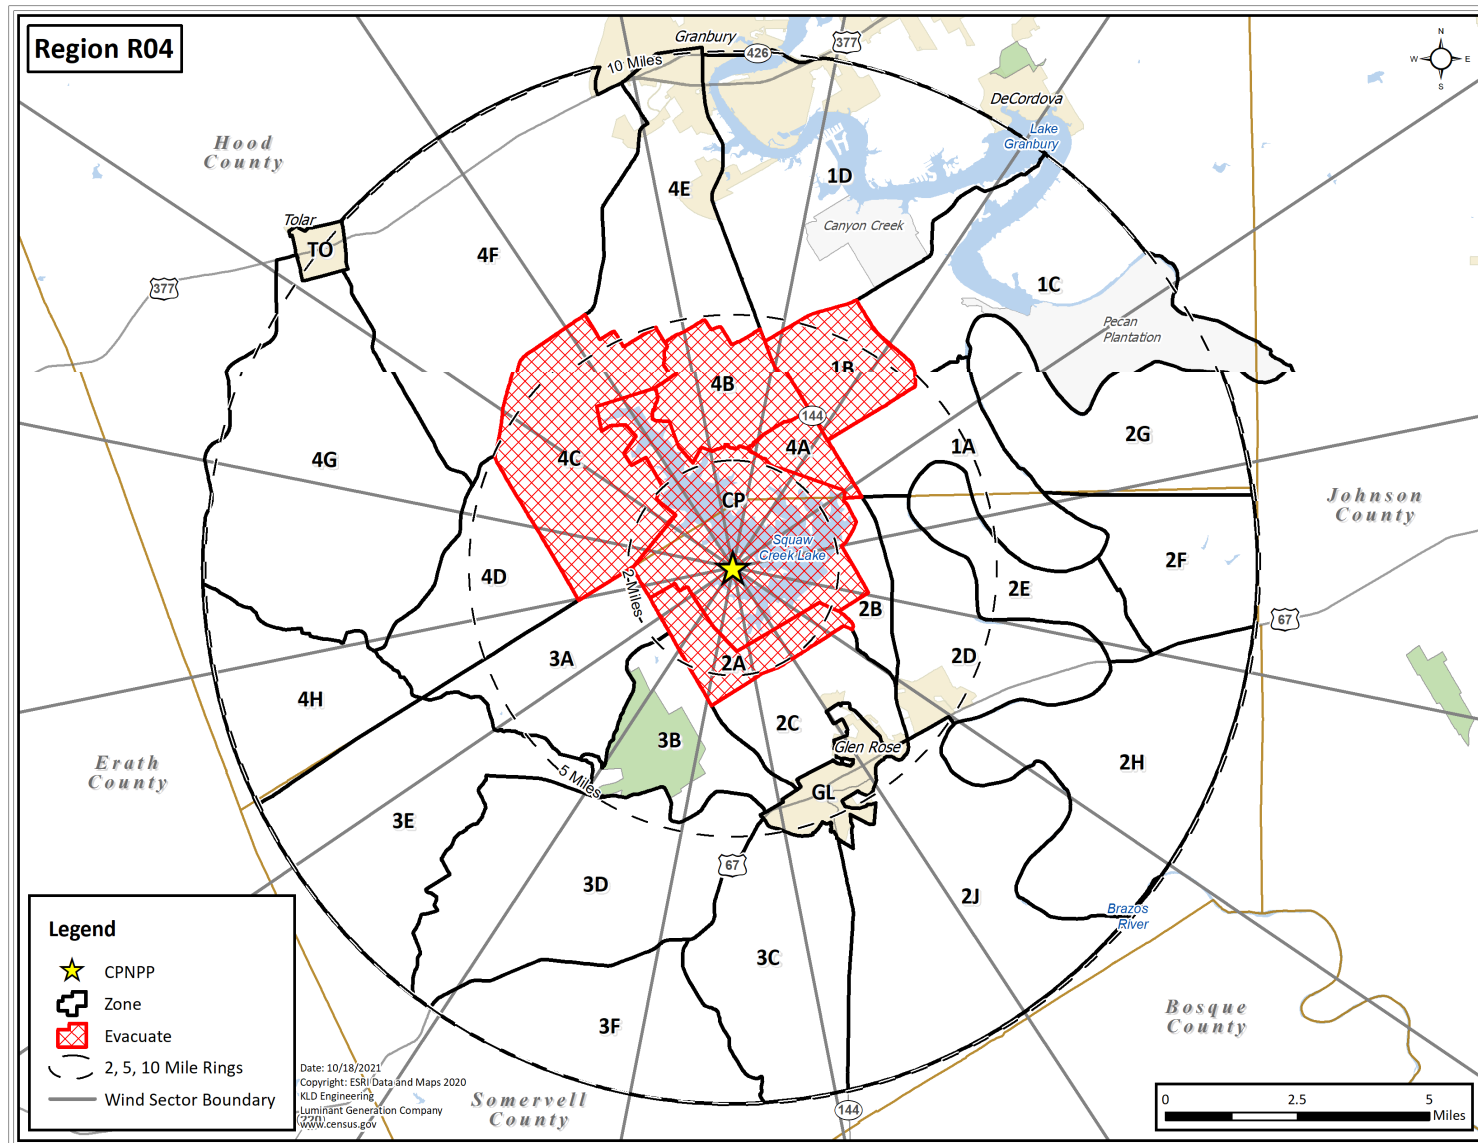 Region R04
Granbury
426
377
10 Miles
N
W
E
S
DeCordova
Lake
Granbury
Hood
County
4E
1D
Tolar
TO
4F
Canyon Creek
377
1C
Pecan
Plantation
1B
4B
144
4A
1A
2G
4G
4C
CP
Johnson
County
Squaw
Creek Lake
2F
4D
2-Miles
2E
2B
67
3A
2A
2D
4H
2C
3B
Glen Rose
2H
Erath
County
5 Miles
GL
3E
67
3D
2J
Brazos
River
3C
Bosque
County
3F
Legend
CPNPP
Zone
Evacuate
2, 5, 10 Mile Rings
Wind Sector Boundary
Date: 10/18/2021
Copyright: ESRI Data and Maps 2020
KLD Engineering
Luminant Generation Company
www.census.gov
220
Somervell
County
144
0
2.5
5
Miles